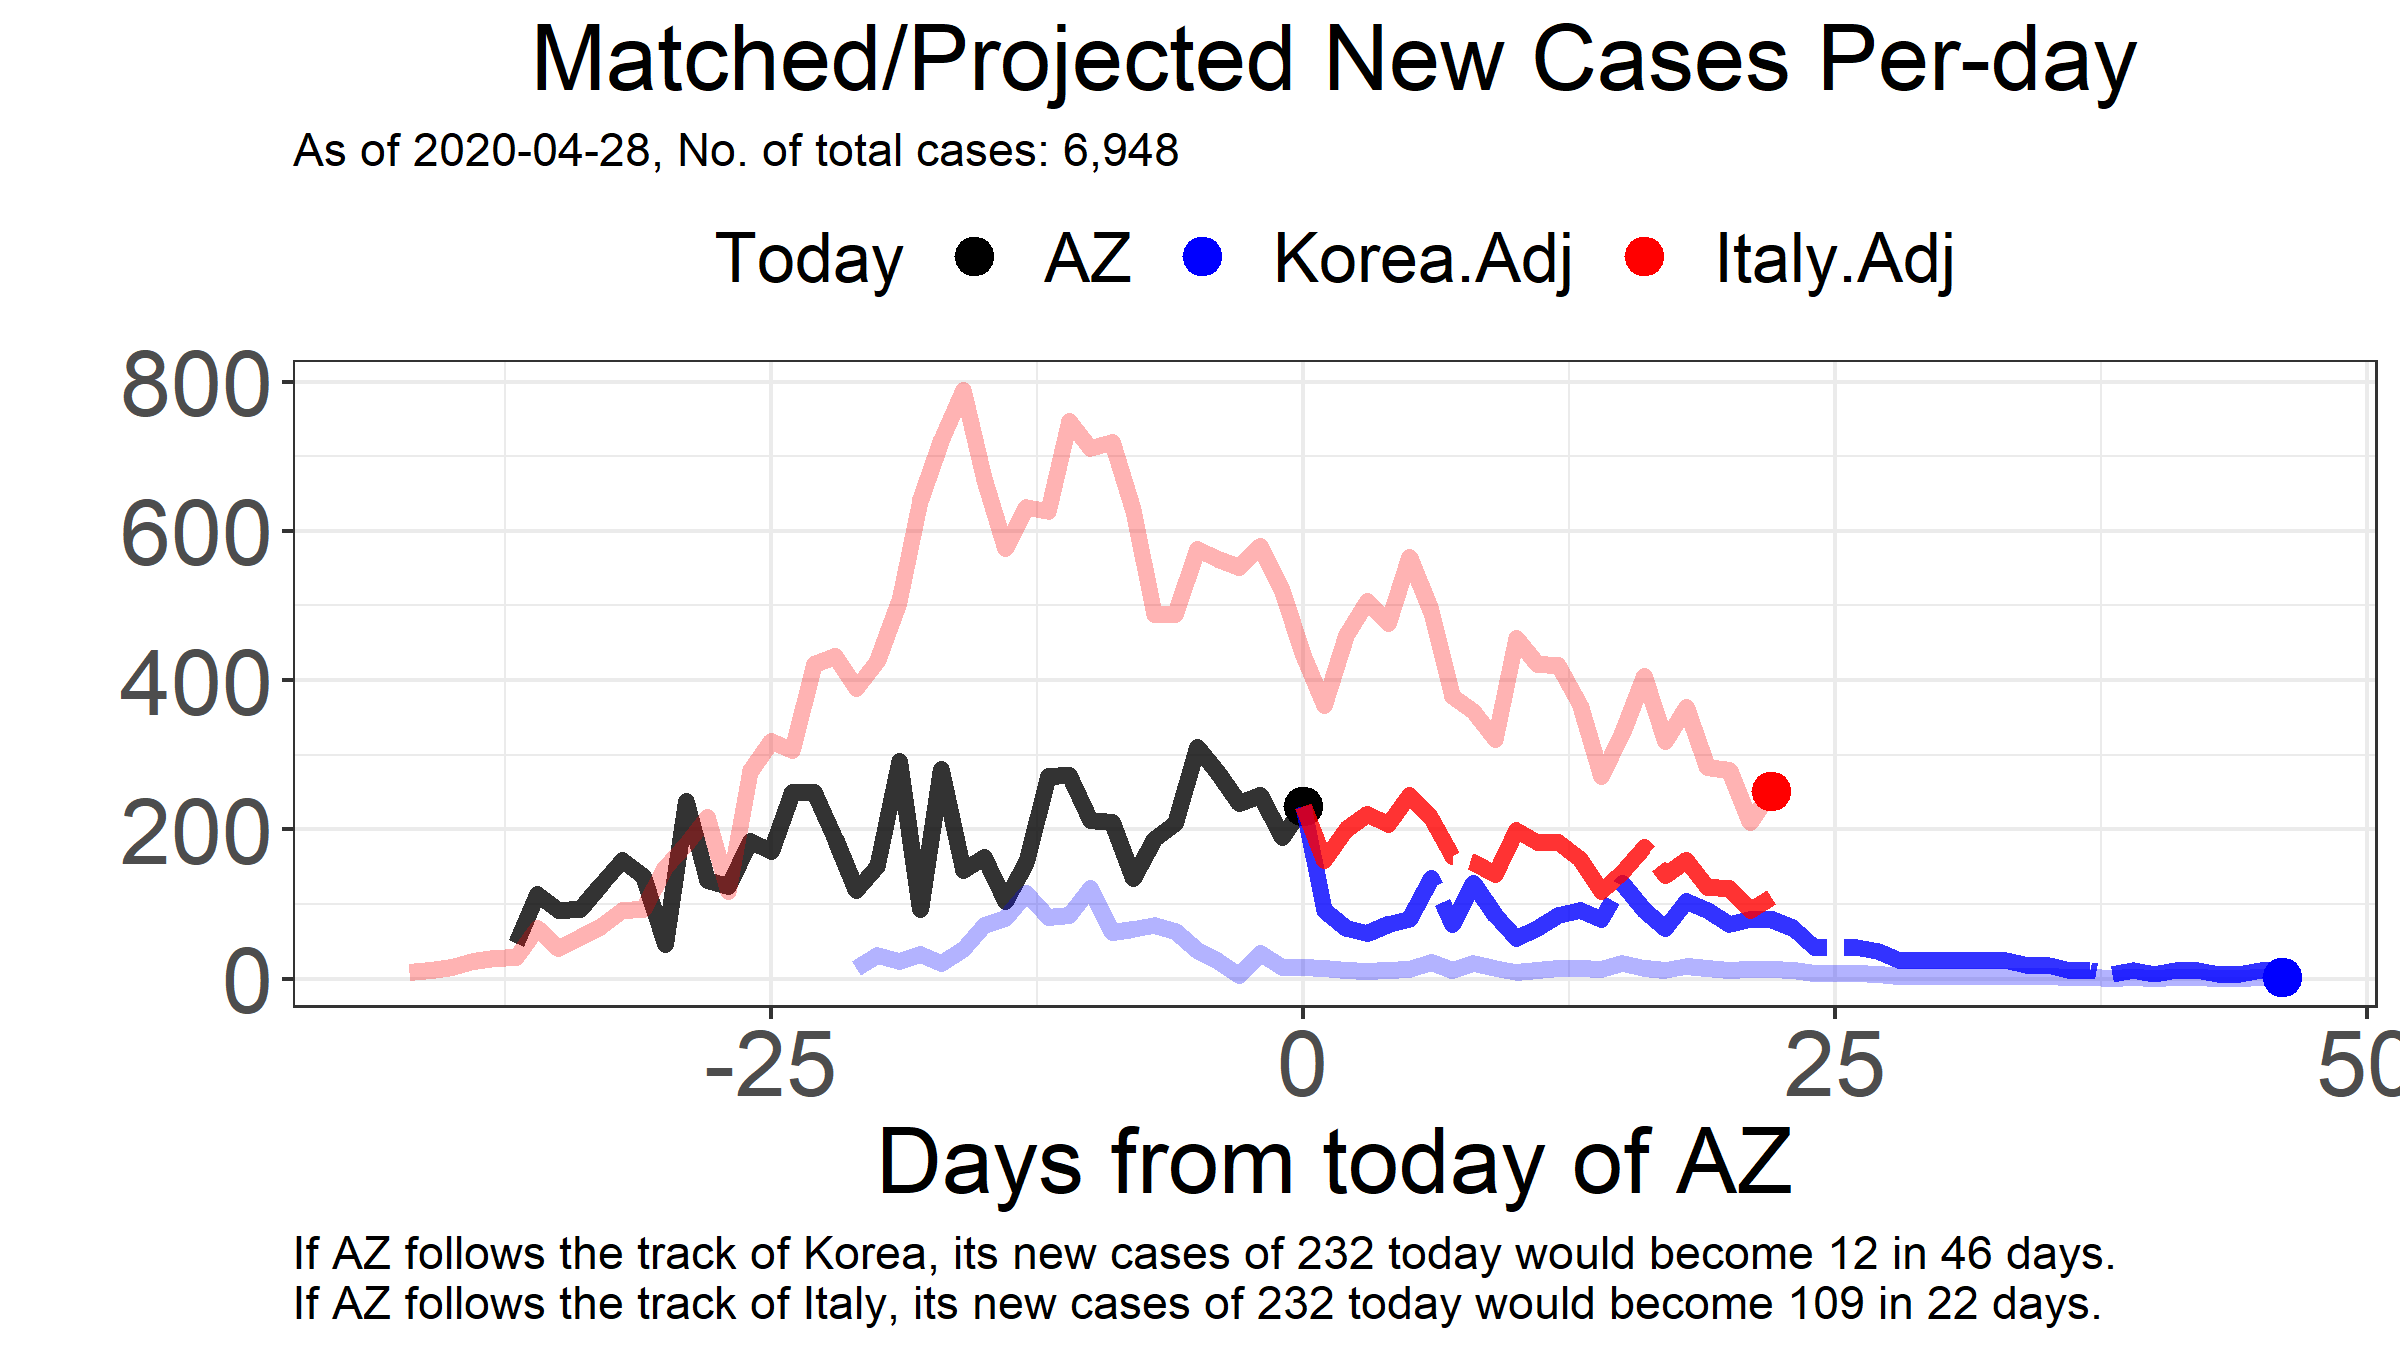 Matched/Projected New Cases Per-day
As of 2020-04-28, No. of total cases: 6,948
Today AZ Korea.Adj Italy.Adj
800
600
400
200
0
-25 0 25 50
Days from today of AZ
If AZ follows the track of Korea, its new cases of 232 today would become 12 in 46 days.
If AZ follows the track of Italy, its new cases of 232 today would become 109 in 22 days.